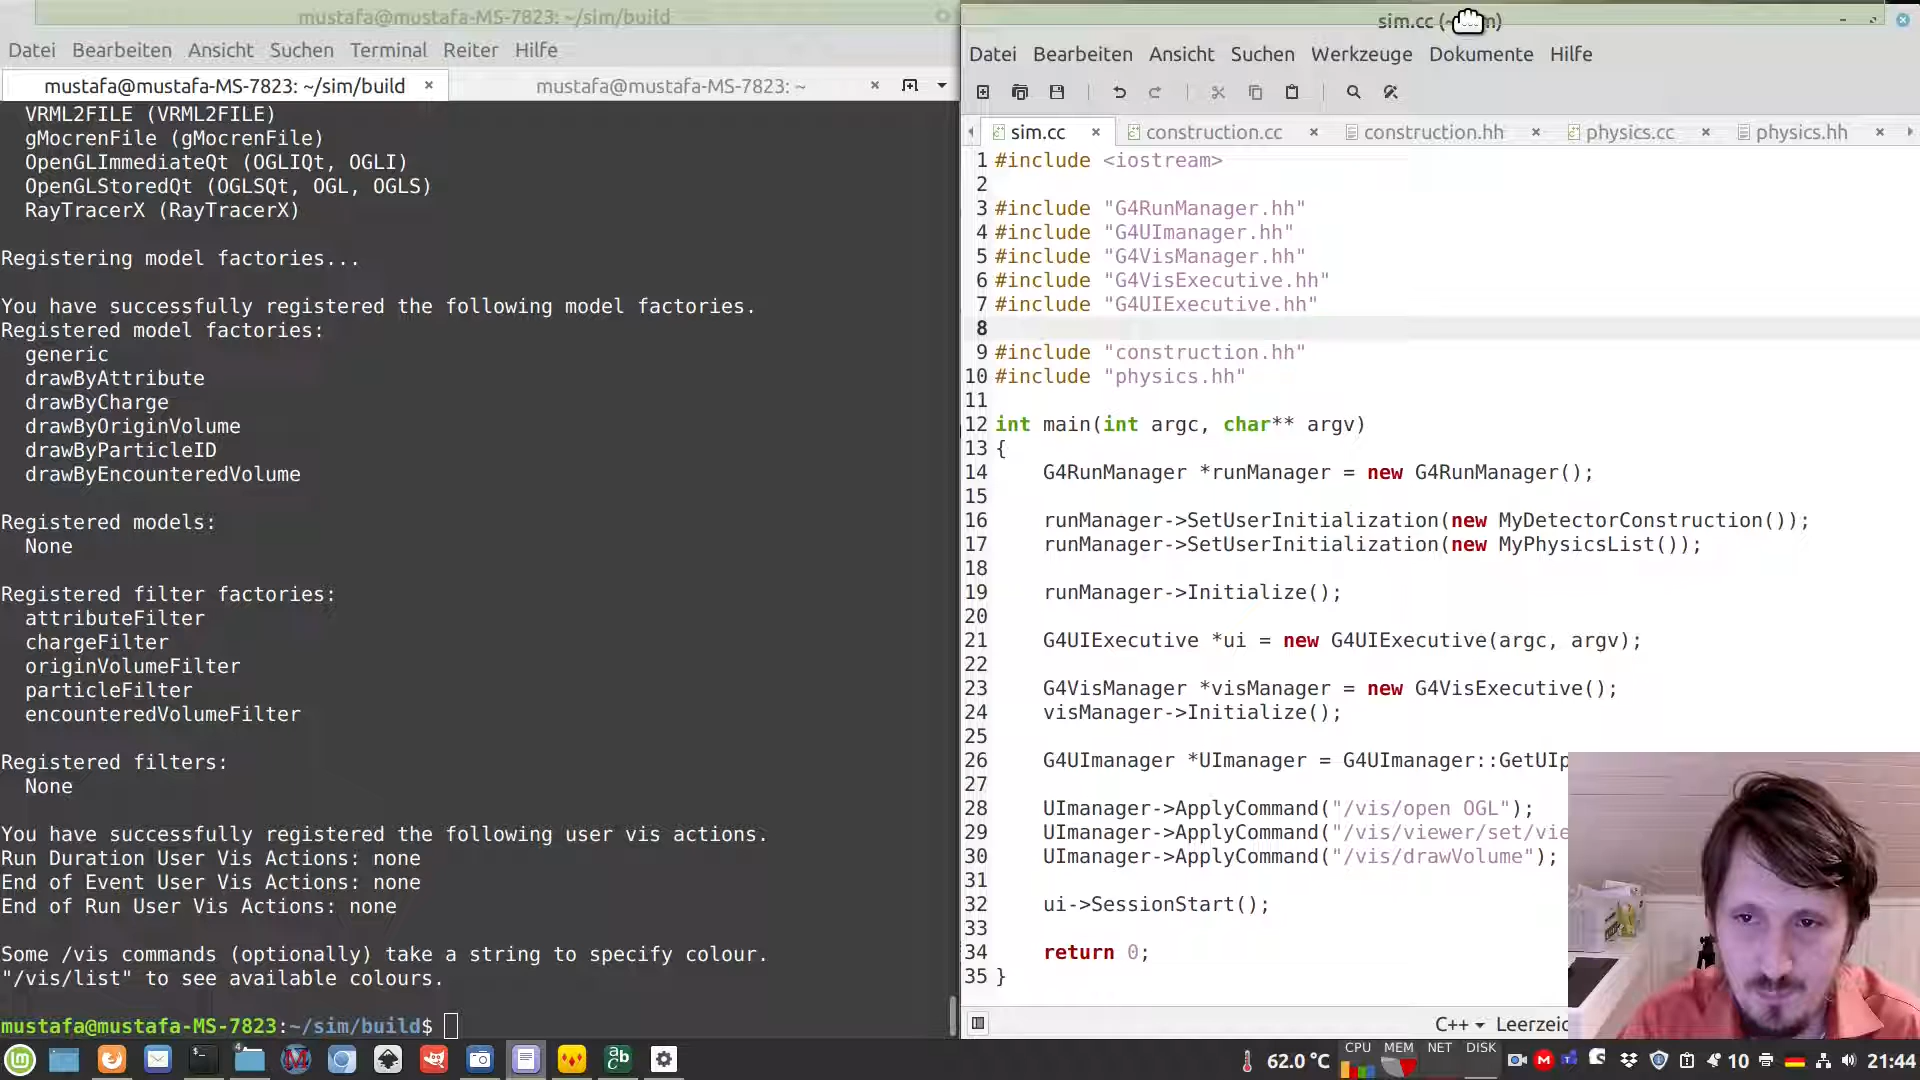 mustafa@mustafa-MS-7823: ~/sim/build
Datei Bearbeiten Ansicht Suchen Terminal Reiter Hilfe
mustafa@mustafa-MS-7823: ~/sim/build × mustafa@mustafa-MS-7823: ~ ×
VRML2FILE (VRML2FILE)
gMocrenFile (gMocrenFile)
OpenGLImmediateQt (OGLIQt, OGLI)
OpenGLStoredQt (OGLSQt, OGL, OGLS)
RayTracerX (RayTracerX)
Registering model factories...
You have successfully registered the following model factories.
Registered model factories:
generic
drawByAttribute
drawByCharge
drawByOriginVolume
drawByParticleID
drawByEncounteredVolume
Registered models:
None
Registered filter factories:
attributeFilter
chargeFilter
originVolumeFilter
particleFilter
encounteredVolumeFilter
Registered filters:
None
You have successfully registered the following user vis actions.
Run Duration User Vis Actions: none
End of Event User Vis Actions: none
End of Run User Vis Actions: none
Some /vis commands (optionally) take a string to specify colour.
"/vis/list" to see available colours.
mustafa@mustafa-MS-7823:~/sim/build$
sim.cc
Datei Bearbeiten Ansicht Suchen Werkzeuge Dokumente Hilfe
sim.cc × construction.cc × construction.hh × physics.cc × physics.hh ×
1 #include <iostream>
2
3 #include "G4RunManager.hh"
4 #include "G4UImanager.hh"
5 #include "G4VisManager.hh"
6 #include "G4VisExecutive.hh"
7 #include "G4UIExecutive.hh"
8
9 #include "construction.hh"
10 #include "physics.hh"
11
12 int main(int argc, char** argv)
13 {
14 G4RunManager *runManager = new G4RunManager();
15
16 runManager->SetUserInitialization(new MyDetectorConstruction());
17 runManager->SetUserInitialization(new MyPhysicsList());
18
19 runManager->Initialize();
20
21 G4UIExecutive *ui = new G4UIExecutive(argc, argv);
22
23 G4VisManager *visManager = new G4VisExecutive();
24 visManager->Initialize();
25
26 G4UImanager *UImanager = G4UImanager::GetUIp
27
28 UImanager->ApplyCommand("/vis/open OGL");
29 UImanager->ApplyCommand("/vis/viewer/set/vie
30 UImanager->ApplyCommand("/vis/drawVolume");
31
32 ui->SessionStart();
33
34 return 0;
35 }
C++ Leerzeic
62.0 °C CPU MEM NET DISK 10 21:44